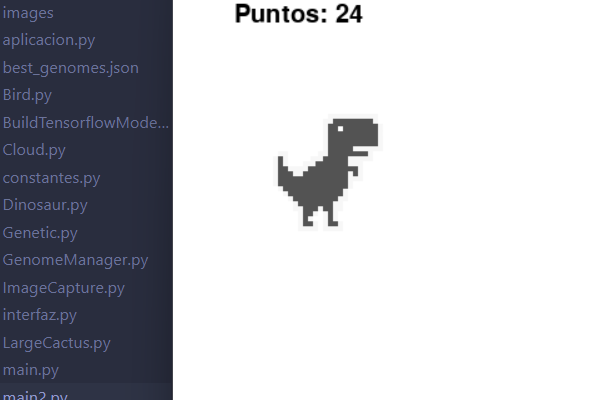 images
aplicacion.py
best_genomes.json
Bird.py
BuildTensorflowMode...
Cloud.py
constantes.py
Dinosaur.py
Genetic.py
GenomeManager.py
ImageCapture.py
interfaz.py
LargeCactus.py
main.py
main2.py
Puntos: 24